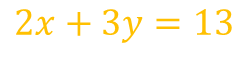 2x + 3y = 13